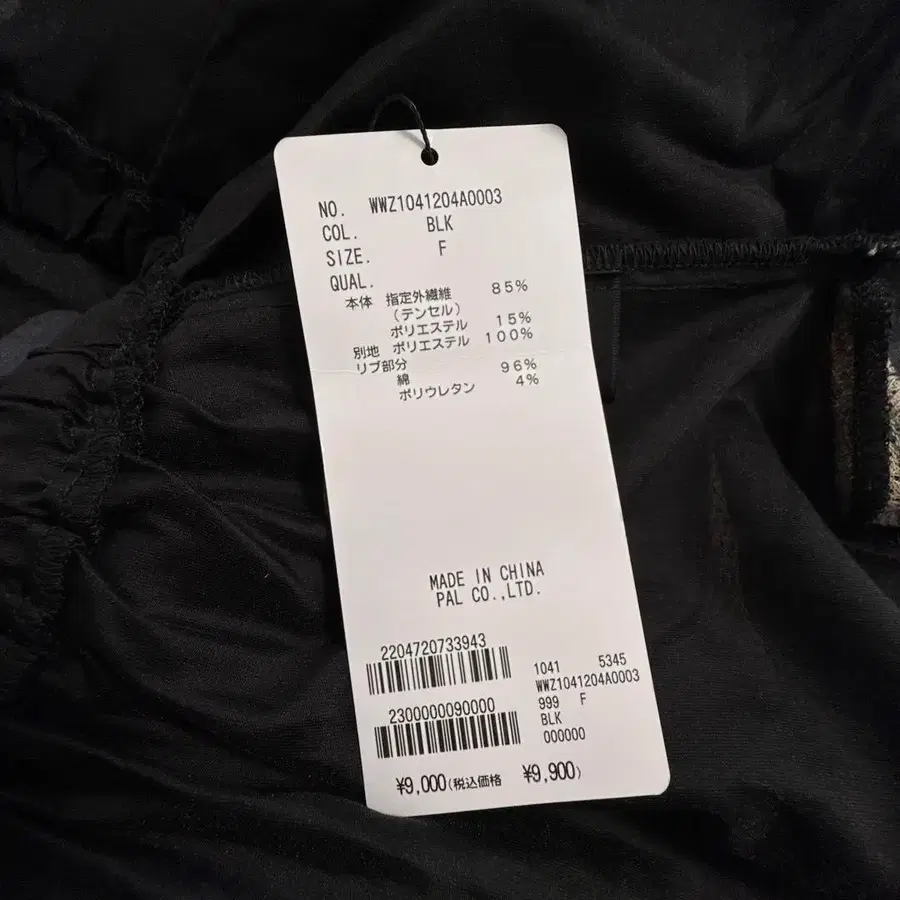 NO. WWZ1041204A0003
COL. BLK
SIZE. F
QUAL.
本体 指定外繊維 85%
(テンセル)
ポリエステル 15%
別地 ポリエステル 100%
リブ部分
綿 96%
ポリウレタン 4%
MADE IN CHINA
PAL CO.,LTD.
2204720733943
2300000090000
1041 5345
WWZ1041204A0003
999 F
BLK
000000
¥9,000(税込価格 ¥9,900)